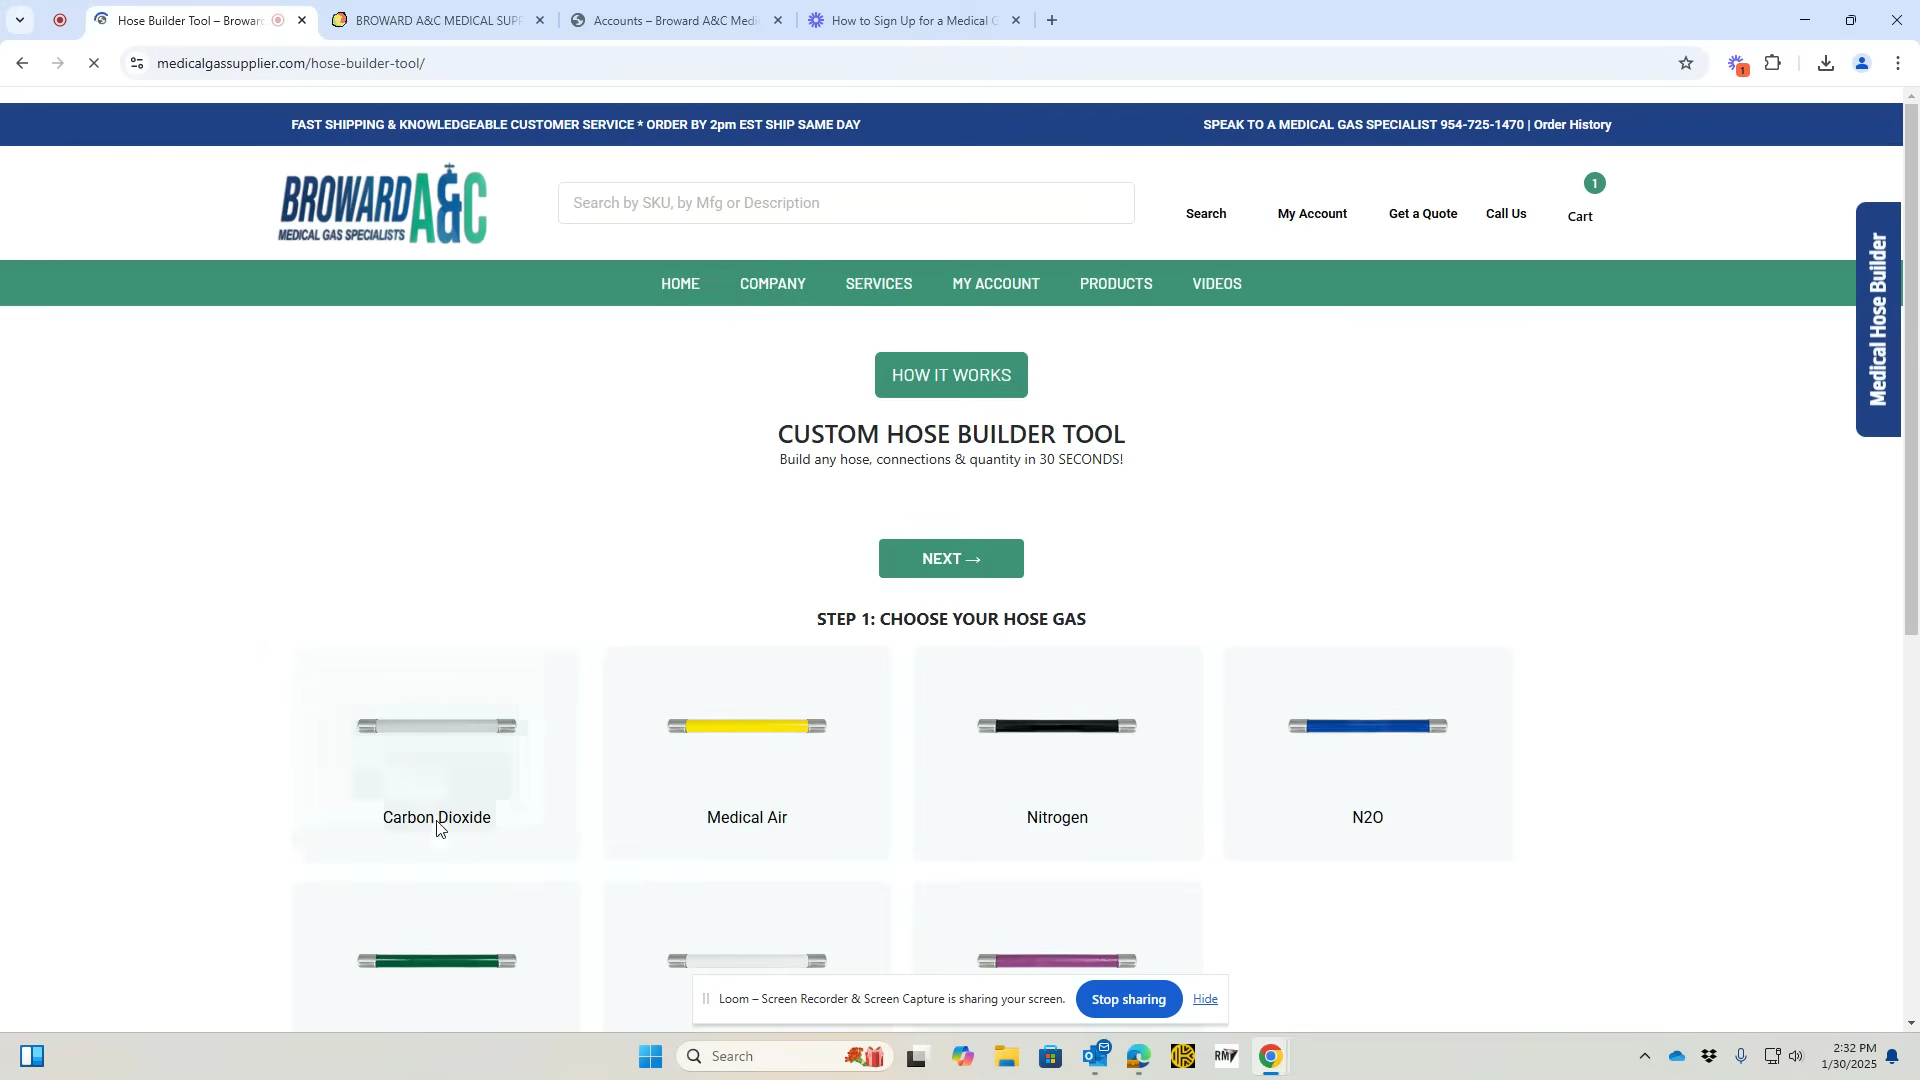 Hose Builder Tool – Browar
BROWARD A&C MEDICAL SUPP
Accounts – Broward A&C Medi
How to Sign Up for a Medical G
medicalgassupplier.com/hose-builder-tool/
1
FAST SHIPPING & KNOWLEDGEABLE CUSTOMER SERVICE * ORDER BY 2pm EST SHIP SAME DAY
SPEAK TO A MEDICAL GAS SPECIALIST 954-725-1470 | Order History
BROWARD A&C
MEDICAL GAS SPECIALISTS
Search by SKU, by Mfg or Description
Search
My Account
Get a Quote
Call Us
1
Cart
HOME
COMPANY
SERVICES
MY ACCOUNT
PRODUCTS
VIDEOS
Medical Hose Builder
HOW IT WORKS
CUSTOM HOSE BUILDER TOOL
Build any hose, connections & quantity in 30 SECONDS!
NEXT →
STEP 1: CHOOSE YOUR HOSE GAS
Carbon Dioxide
Medical Air
Nitrogen
N2O
Loom – Screen Recorder & Screen Capture is sharing your screen.
Stop sharing
Hide
Search
RM
2:32 PM
1/30/2025